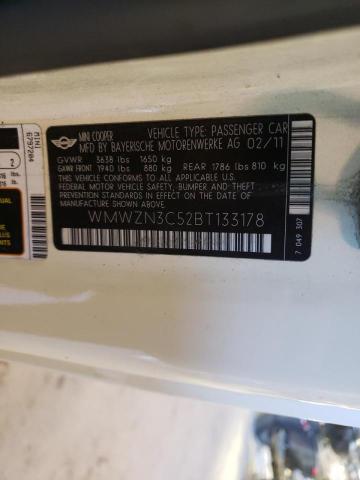 MINI COOPER VEHICLE TYPE: PASSENGER CAR
MFD BY BAYERISCHE MOTORENWERKE AG 02/11
GVWR 3638 lbs 1650 kg
GAWR FRONT 1940 lbs 880 kg REAR 1786 lbs 810 kg
THIS VEHICLE CONFORMS TO ALL APPLICABLE U.S.
FEDERAL MOTOR VEHICLE SAFETY, BUMPER, AND THEFT
PREVENTION STANDARDS IN EFFECT ON THE DATE OF
MANUFACTURE SHOWN ABOVE.
WMWZN3C52BT133178
7 049 307
MINI
6797204
2